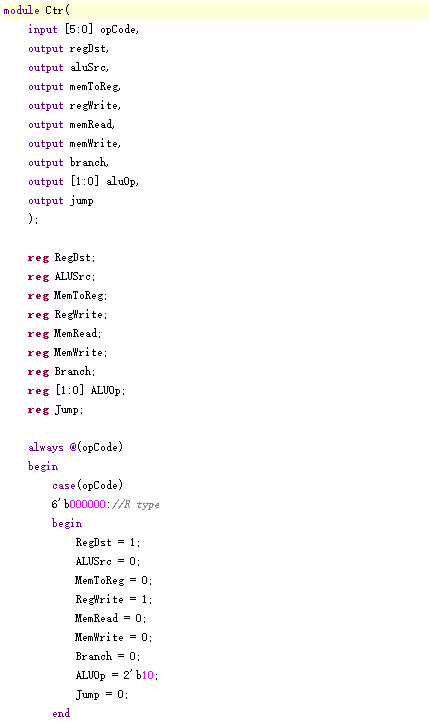 module Ctr(
input [5:0] opCode,
output regDst,
output aluSrc,
output memToReg,
output regWrite,
output memRead,
output memWrite,
output branch,
output [1:0] aluOp,
output jump
);
reg RegDst;
reg ALUSrc;
reg MemToReg;
reg RegWrite;
reg MemRead;
reg MemWrite;
reg Branch;
reg [1:0] ALUOp;
reg Jump;
always @(opCode)
begin
case(opCode)
6'b000000://R type
begin
RegDst = 1;
ALUSrc = 0;
MemToReg = 0;
RegWrite = 1;
MemRead = 0;
MemWrite = 0;
Branch = 0;
ALUOp = 2'b10;
Jump = 0;
end